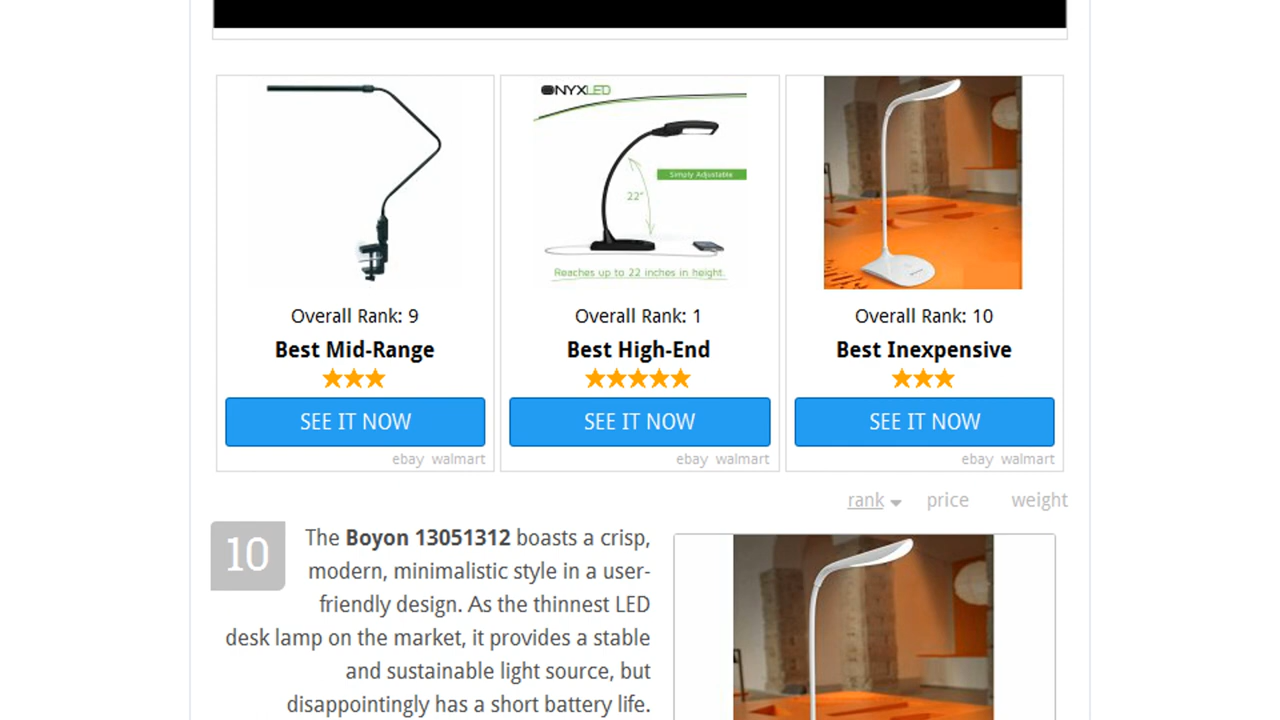 ONYXLED
Simply Adjustable
22"
Reaches up to 22 inches in height.
Overall Rank: 9
Best Mid-Range
SEE IT NOW
ebay walmart
Overall Rank: 1
Best High-End
SEE IT NOW
ebay walmart
Overall Rank: 10
Best Inexpensive
SEE IT NOW
ebay walmart
rank price weight
10
The Boyon 13051312 boasts a crisp,
modern, minimalistic style in a user-
friendly design. As the thinnest LED
desk lamp on the market, it provides a stable
and sustainable light source, but
disappointingly has a short battery life.